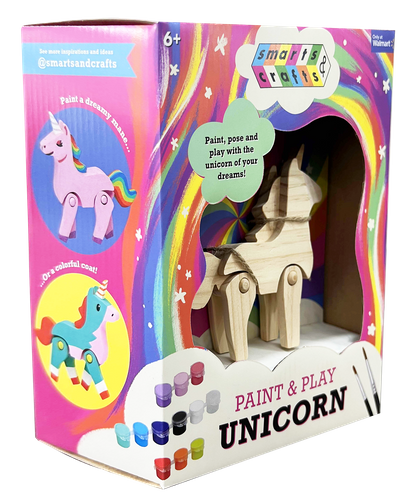 See more inspirations and ideas
@smartsandcrafts
Paint a dreamy mane...
...Or a colorful coat!
6+
smarts
&
crafts
Only at
Walmart
Paint, pose and
play with the
unicorn of your
dreams!
PAINT & PLAY
UNICORN